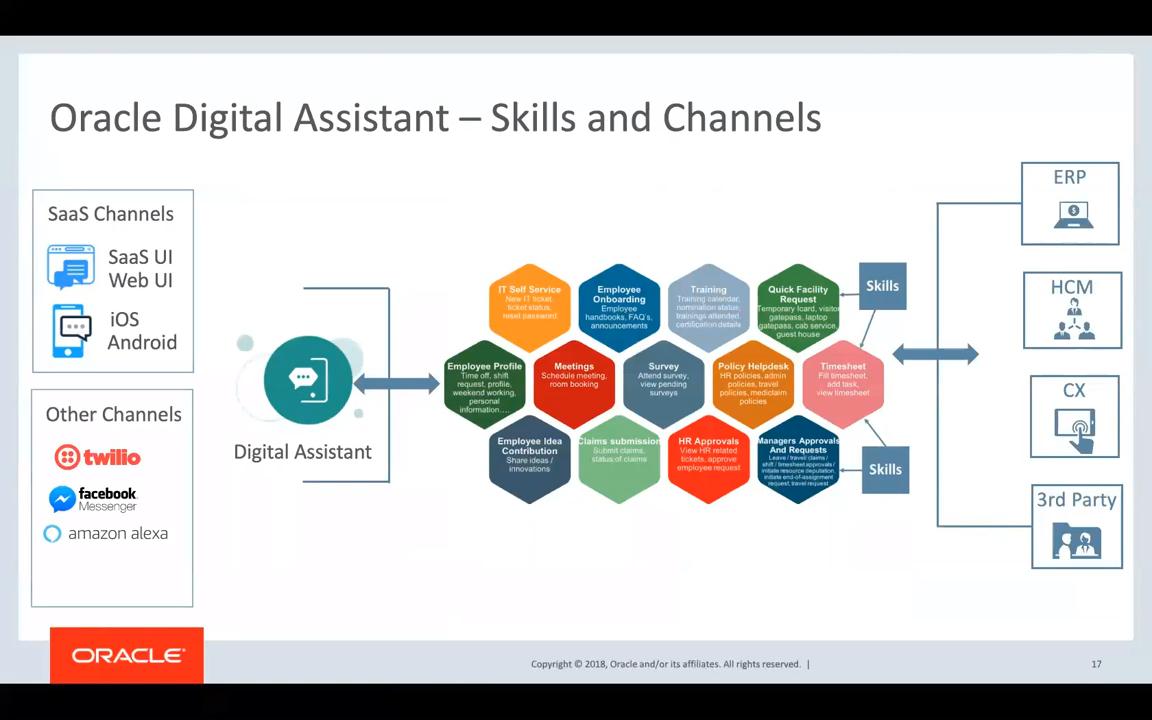 Oracle Digital Assistant – Skills and Channels
SaaS Channels
SaaS UI
Web UI
iOS
Android
Other Channels
twilio
facebook
Messenger
amazon alexa
Digital Assistant
IT Self Service
New IT ticket,
ticket status,
reset password
Employee
Onboarding
Employee
handbooks, FAQ's,
announcements
Training
Training calendar,
nomination status,
trainings attended,
certification details
Quick Facility
Request
Temporary Icard, visitor
gatepass, laptop
gatepass, cab service,
guest house
Employee Profile
Time off, shift
request, profile,
weekend working,
personal
information....
Meetings
Schedule meeting,
room booking
Survey
Attend survey,
view pending
surveys
Policy Helpdesk
HR policies, admin
policies, travel
policies, mediclaim
policies
Timesheet
Fill timesheet,
add task,
view timesheet
Employee Idea
Contribution
Share ideas /
innovations
Claims submission
Submit claims,
status of claims
HR Approvals
View HR related
tickets, approve
employee request
Managers Approvals
And Requests
Leave / travel claims /
shift / timesheet approvals /
initiate resource deputation,
initiate end-of-assignment
request, travel request
Skills
Skills
ERP
$
HCM
CX
3rd Party
ORACLE®
Copyright © 2018, Oracle and/or its affiliates. All rights reserved. |
17